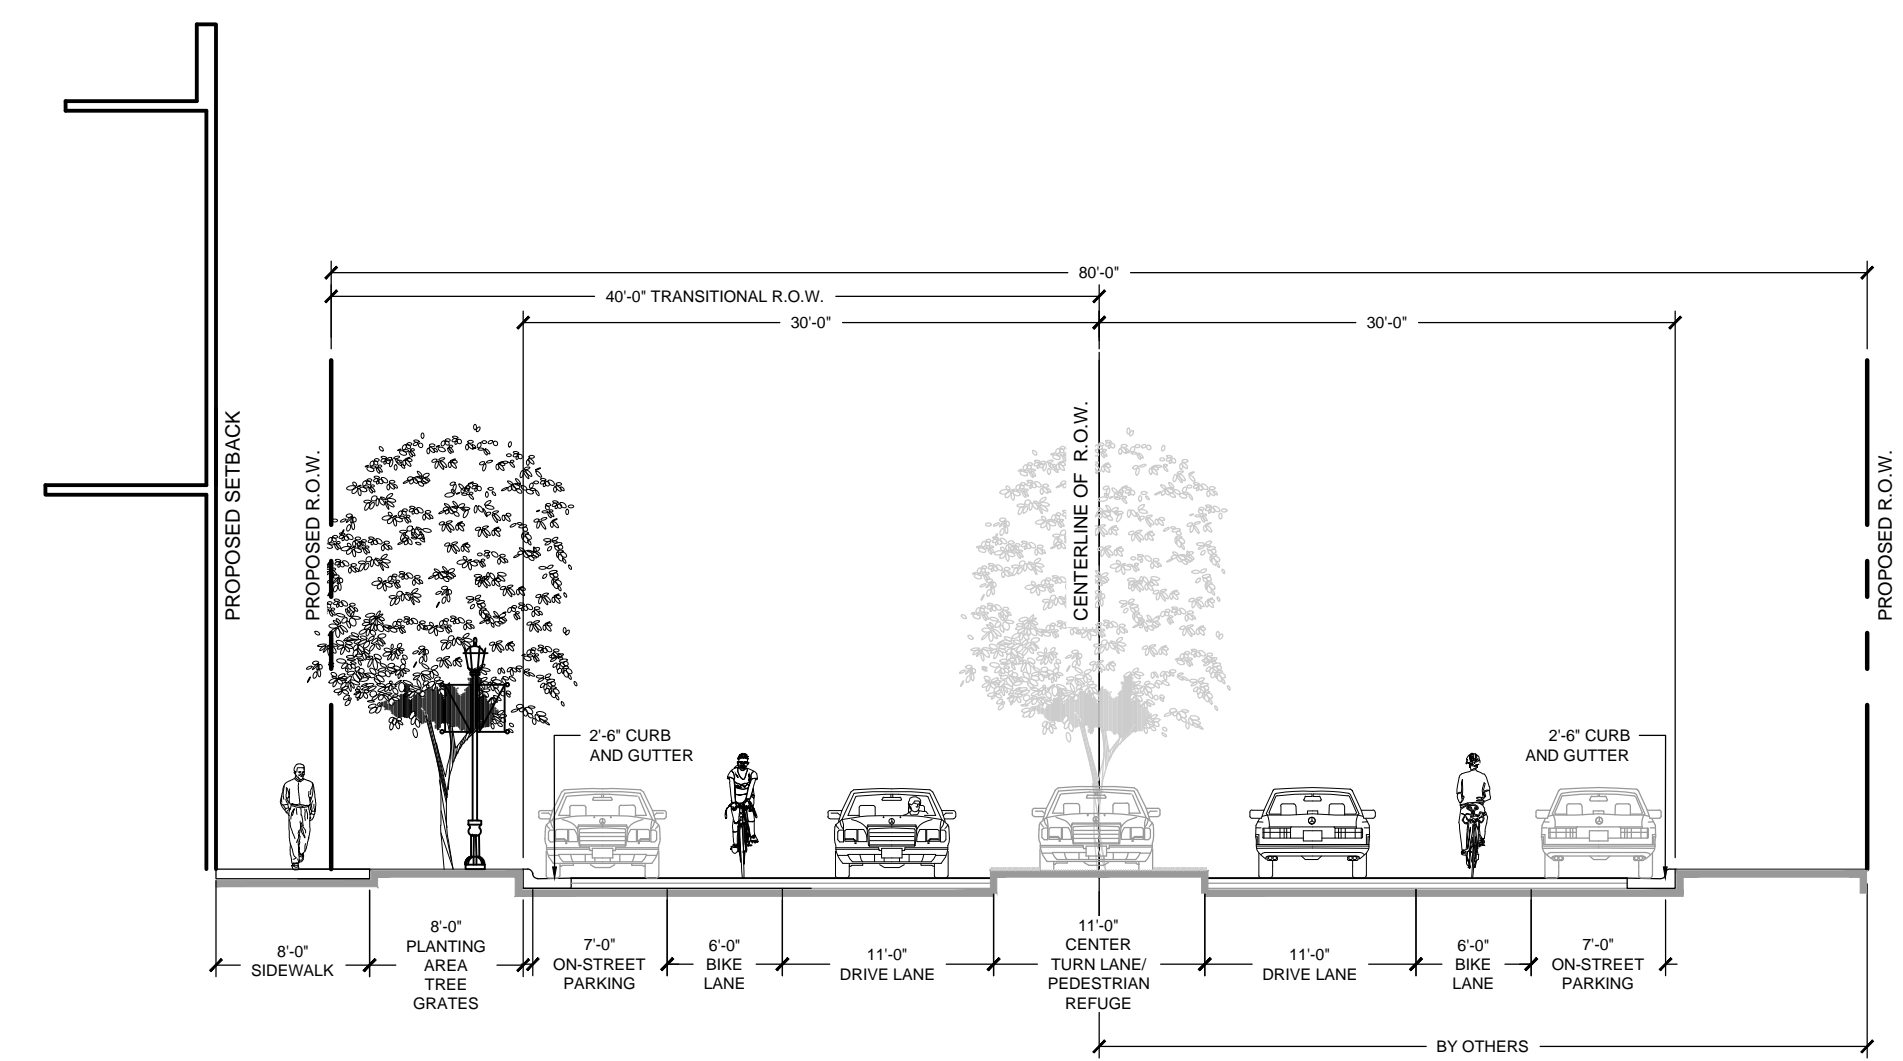 80'-0"
40'-0" TRANSITIONAL R.O.W.
30'-0"
30'-0"
PROPOSED SETBACK
PROPOSED R.O.W.
CENTERLINE OF R.O.W.
PROPOSED R.O.W.
2'-6" CURB
AND GUTTER
2'-6" CURB
AND GUTTER
8'-0"
SIDEWALK
8'-0"
PLANTING
AREA
TREE
GRATES
7'-0"
ON-STREET
PARKING
6'-0"
BIKE
LANE
11'-0"
DRIVE LANE
11'-0"
CENTER
TURN LANE/
PEDESTRIAN
REFUGE
11'-0"
DRIVE LANE
6'-0"
BIKE
LANE
7'-0"
ON-STREET
PARKING
BY OTHERS